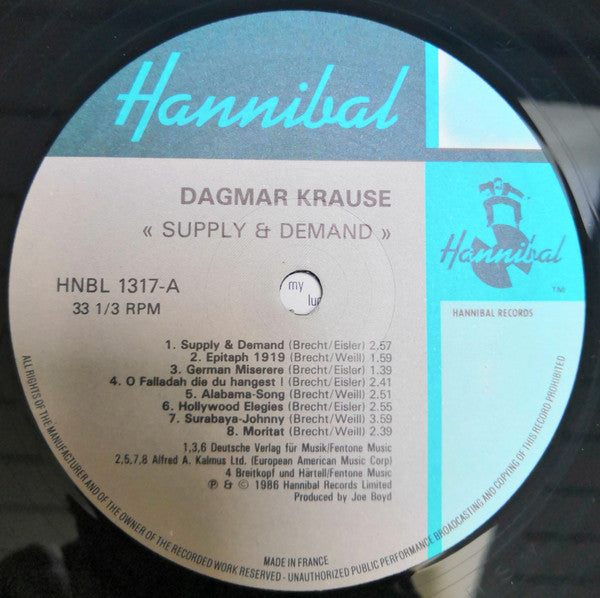 Hannibal
DAGMAR KRAUSE
« SUPPLY & DEMAND »
Hannibal
TM
HNBL 1317-A
33 1/3 RPM
HANNIBAL RECORDS
my
1. Supply & Demand (Brecht/Eisler) 2.57
2. Epitaph 1919 (Brecht/Weill) 1.59
3. German Miserere (Brecht/Eisler) 1.39
4. O Falladah die du hangest ! (Brecht/Eisler) 2.41
5. Alabama-Song (Brecht/Weill) 2.51
6. Hollywood Elegies (Brecht/Eisler) 2.55
7. Surabaya-Johnny (Brecht/Weill) 3.59
8. Moritat (Brecht/Weill) 2.39
1,3,6 Deutsche Verlag für Musik/Fentone Music
2,5,7,8 Alfred A. Kalmus Ltd. (European American Music Corp)
4 Breitkopf und Härtell/Fentone Music
℗ & © 1986 Hannibal Records Limited
Produced by Joe Boyd
MADE IN FRANCE
ALL RIGHTS OF THE MANUFACTURER AND OF THE OWNER OF THE RECORDED WORK RESERVED - UNAUTHORIZED PUBLIC PERFORMANCE BROADCASTING AND COPYING OF THIS RECORD PROHIBITED